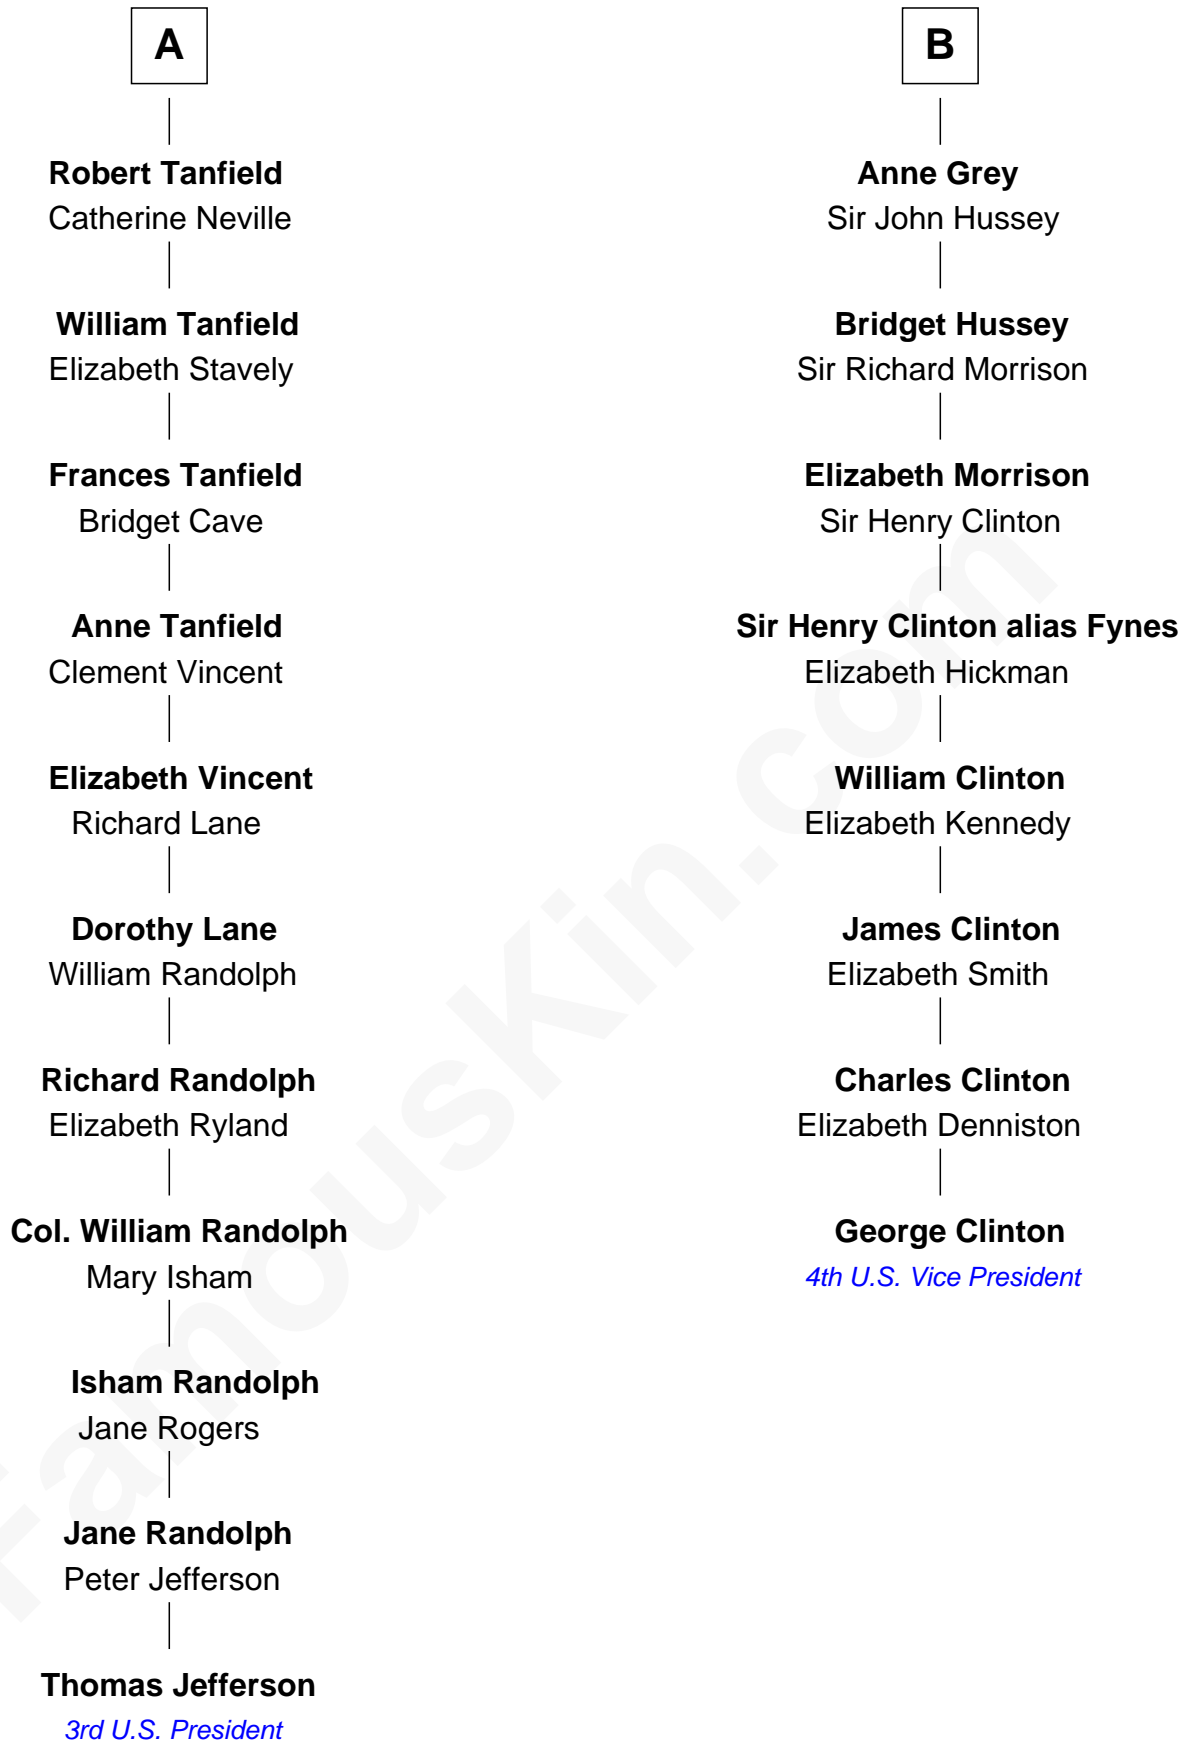 A
Robert Tanfield
Catherine Neville
William Tanfield
Elizabeth Stavely
Frances Tanfield
Bridget Cave
Anne Tanfield
Clement Vincent
Elizabeth Vincent
Richard Lane
Dorothy Lane
William Randolph
Richard Randolph
Elizabeth Ryland
Col. William Randolph
Mary Isham
Isham Randolph
Jane Rogers
Jane Randolph
Peter Jefferson
Thomas Jefferson
3rd U.S. President
B
Anne Grey
Sir John Hussey
Bridget Hussey
Sir Richard Morrison
Elizabeth Morrison
Sir Henry Clinton
Sir Henry Clinton alias Fynes
Elizabeth Hickman
William Clinton
Elizabeth Kennedy
James Clinton
Elizabeth Smith
Charles Clinton
Elizabeth Denniston
George Clinton
4th U.S. Vice President
FamousKin.com